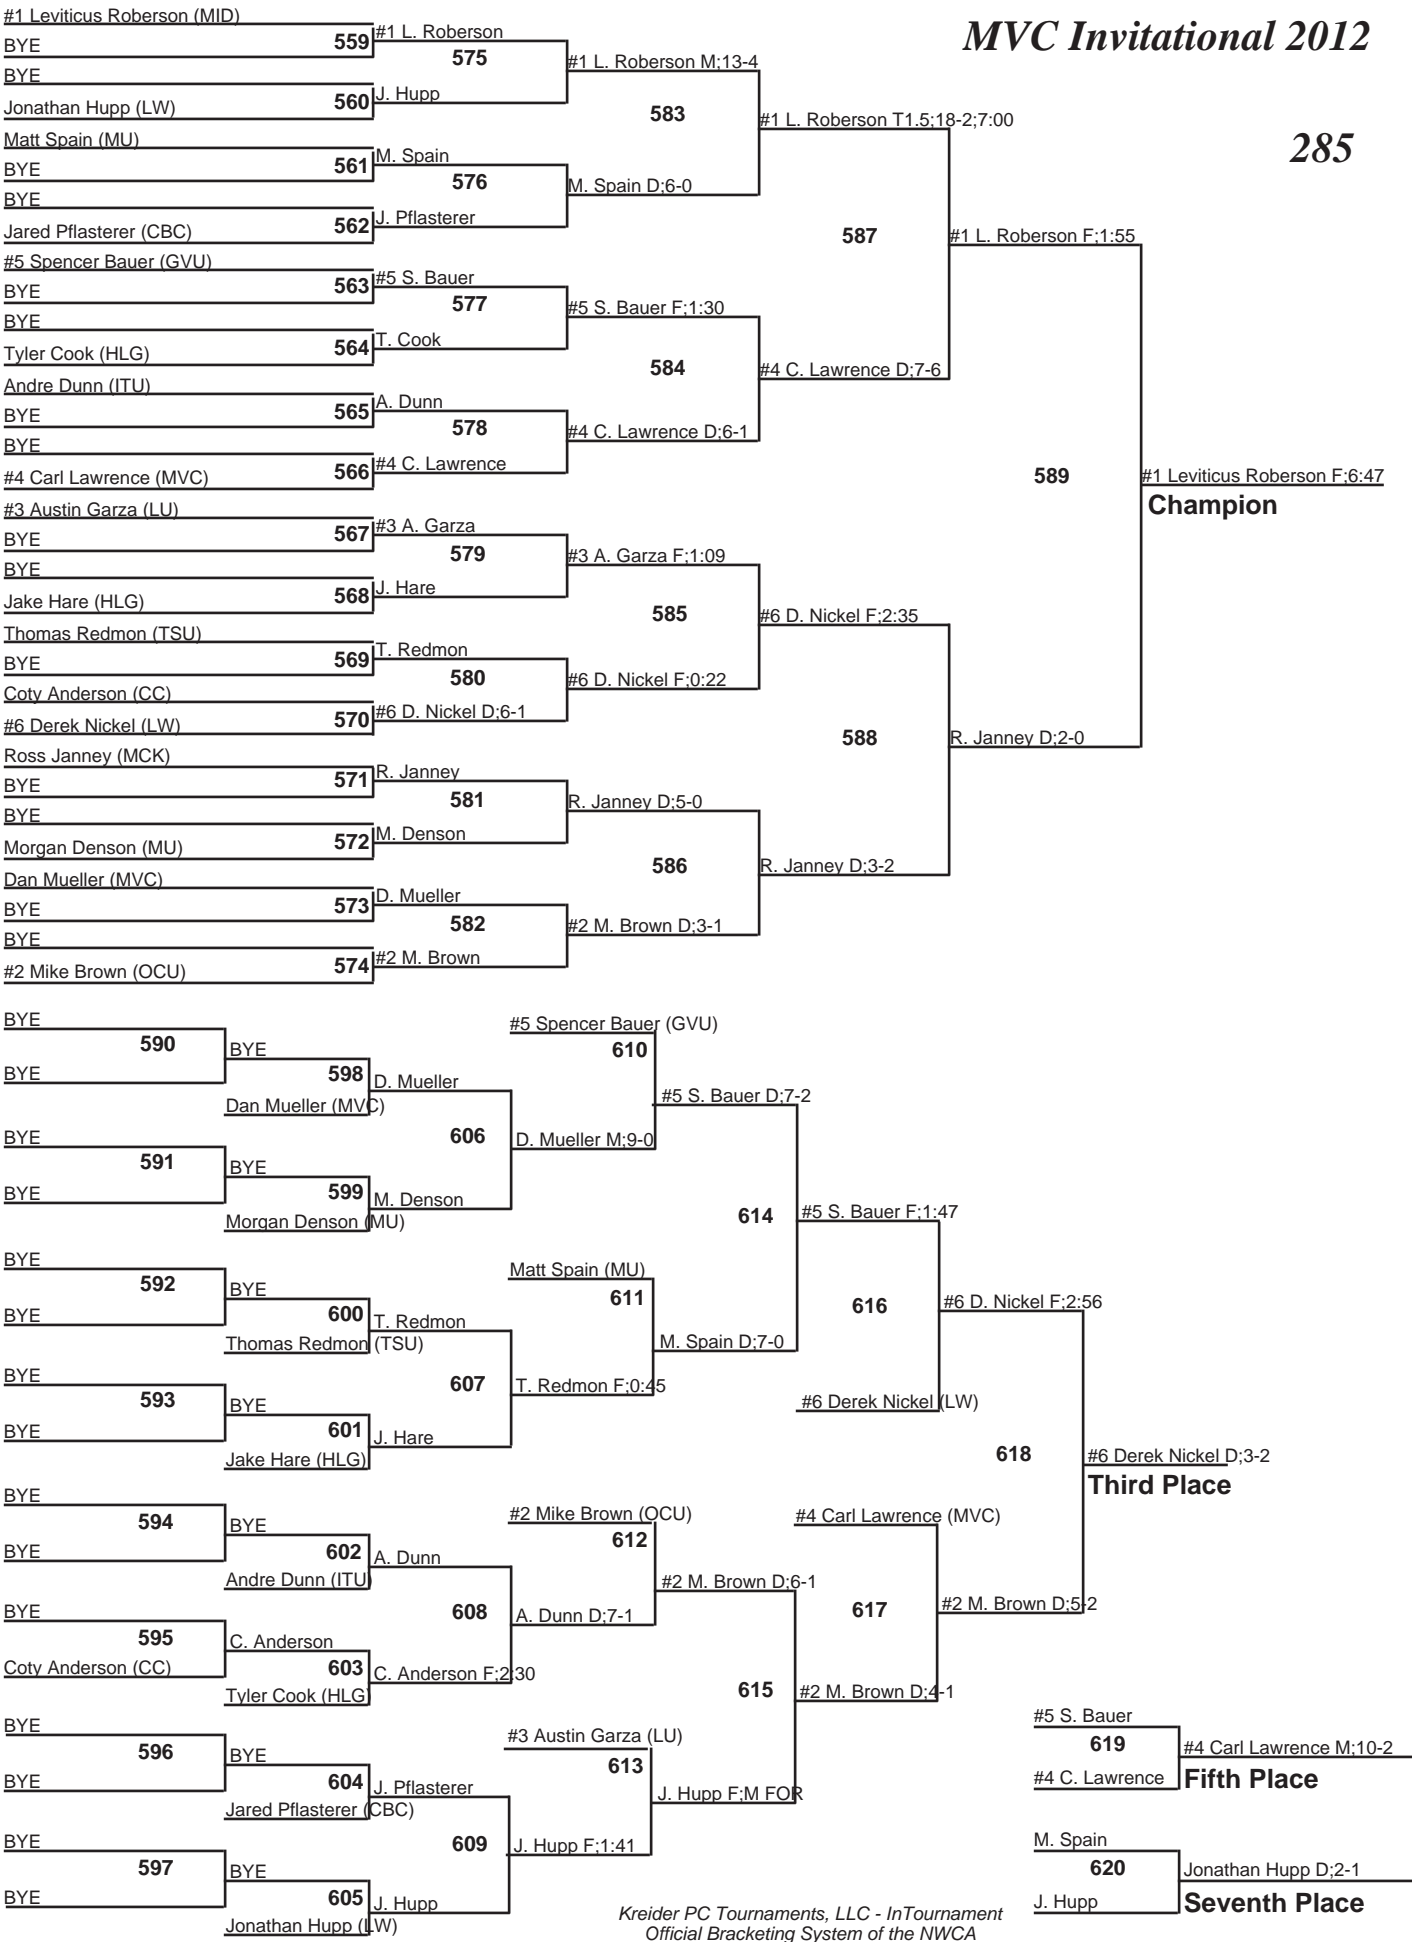 MVC Invitational 2012
285
#1 Leviticus Roberson (MID)
BYE
559
#1 L. Roberson
575
BYE
Jonathan Hupp (LW)
560
J. Hupp
#1 L. Roberson M;13-4
583
Matt Spain (MU)
BYE
561
M. Spain
576
BYE
Jared Pflasterer (CBC)
562
J. Pflasterer
M. Spain D;6-0
#1 L. Roberson T1.5;18-2;7:00
587
#5 Spencer Bauer (GVU)
BYE
563
#5 S. Bauer
577
BYE
Tyler Cook (HLG)
564
T. Cook
#5 S. Bauer F;1:30
584
Andre Dunn (ITU)
BYE
565
A. Dunn
578
BYE
#4 Carl Lawrence (MVC)
566
#4 C. Lawrence
#4 C. Lawrence D;6-1
#4 C. Lawrence D;7-6
#1 L. Roberson F;1:55
589
#1 Leviticus Roberson F;6:47
Champion
#3 Austin Garza (LU)
BYE
567
#3 A. Garza
579
BYE
Jake Hare (HLG)
568
J. Hare
#3 A. Garza F;1:09
585
Thomas Redmon (TSU)
BYE
569
T. Redmon
580
Coty Anderson (CC)
#6 Derek Nickel (LW)
570
#6 D. Nickel D;6-1
#6 D. Nickel F;0:22
#6 D. Nickel F;2:35
588
R. Janney D;2-0
Ross Janney (MCK)
BYE
571
R. Janney
581
BYE
Morgan Denson (MU)
572
M. Denson
R. Janney D;5-0
586
R. Janney D;3-2
Dan Mueller (MVC)
BYE
573
D. Mueller
582
BYE
#2 Mike Brown (OCU)
574
#2 M. Brown
#2 M. Brown D;3-1
BYE
590
BYE
BYE
598
Dan Mueller (MVC)
D. Mueller
606
BYE
591
BYE
BYE
599
Morgan Denson (MU)
M. Denson
D. Mueller M;9-0
#5 Spencer Bauer (GVU)
610
#5 S. Bauer D;7-2
614
BYE
592
BYE
BYE
600
Thomas Redmon (TSU)
T. Redmon
607
BYE
593
BYE
BYE
601
Jake Hare (HLG)
J. Hare
T. Redmon F;0:45
Matt Spain (MU)
611
M. Spain D;7-0
#5 S. Bauer F;1:47
616
#6 Derek Nickel (LW)
#6 D. Nickel F;2:56
618
#6 Derek Nickel D;3-2
Third Place
BYE
594
BYE
BYE
602
Andre Dunn (ITU)
A. Dunn
608
BYE
595
Coty Anderson (CC)
C. Anderson
603
Tyler Cook (HLG)
C. Anderson F;2:30
A. Dunn D;7-1
#2 Mike Brown (OCU)
612
#2 M. Brown D;6-1
615
BYE
596
BYE
BYE
604
Jared Pflasterer (CBC)
J. Pflasterer
609
BYE
597
BYE
BYE
605
Jonathan Hupp (LW)
J. Hupp
J. Hupp F;1:41
#3 Austin Garza (LU)
613
J. Hupp F;M FOR
#2 M. Brown D;4-1
#4 Carl Lawrence (MVC)
617
#2 M. Brown D;5-2
#5 S. Bauer
619
#4 C. Lawrence
#4 Carl Lawrence M;10-2
Fifth Place
M. Spain
620
J. Hupp
Jonathan Hupp D;2-1
Seventh Place
Kreider PC Tournaments, LLC - InTournament
Official Bracketing System of the NWCA